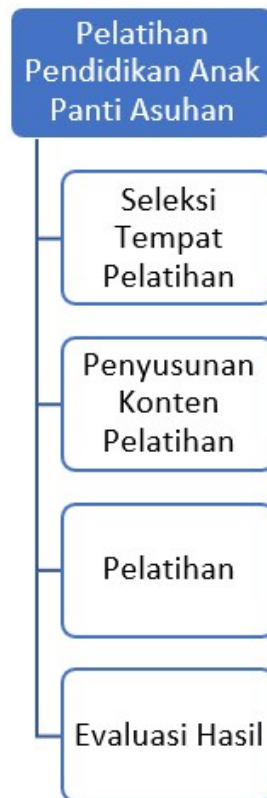 Pelatihan
Pendidikan Anak
Panti Asuhan
Seleksi
Tempat
Pelatihan
Penyusunan
Konten
Pelatihan
Pelatihan
Evaluasi Hasil